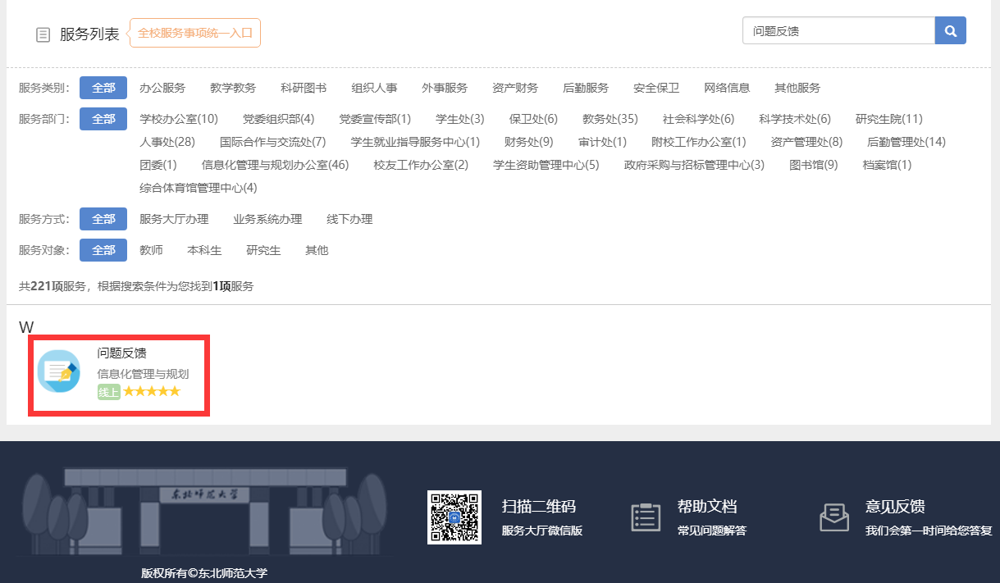 服务列表 全校服务事项统一入口 问题反馈
服务类别： 全部 办公服务 教学教务 科研图书 组织人事 外事服务 资产财务 后勤服务 安全保卫 网络信息 其他服务
服务部门： 全部 学校办公室(10) 党委组织部(4) 党委宣传部(1) 学生处(3) 保卫处(6) 教务处(35) 社会科学处(6) 科学技术处(6) 研究生院(11)
人事处(28) 国际合作与交流处(7) 学生就业指导服务中心(1) 财务处(9) 审计处(1) 附校工作办公室(1) 资产管理处(8) 后勤管理处(14)
团委(1) 信息化管理与规划办公室(46) 校友工作办公室(2) 学生资助管理中心(5) 政府采购与招标管理中心(3) 图书馆(9) 档案馆(1)
综合体育馆管理中心(4)
服务方式： 全部 服务大厅办理 业务系统办理 线下办理
服务对象： 全部 教师 本科生 研究生 其他
共221项服务，根据搜索条件为您找到1项服务
W
问题反馈
信息化管理与规划
线上
东北师范大学
扫描二维码 帮助文档 意见反馈
服务大厅微信版 常见问题解答 我们会第一时间给您答复
版权所有©东北师范大学